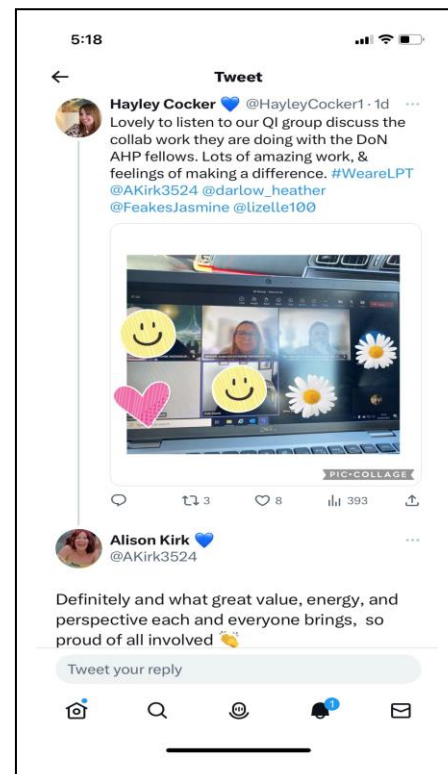 5:18
Tweet
Hayley Cocker 💙 @HayleyCocker1 · 1d
Lovely to listen to our QI group discuss the
collab work they are doing with the DoN
AHP fellows. Lots of amazing work, &
feelings of making a difference. #WeareLPT
@AKirk3524 @darlow_heather
@FeakesJasmine @lizelle100
PIC•COLLAGE
3
8
393
Alison Kirk 💙
@AKirk3524
Definitely and what great value, energy, and
perspective each and everyone brings, so
proud of all involved 👏
Tweet your reply
1